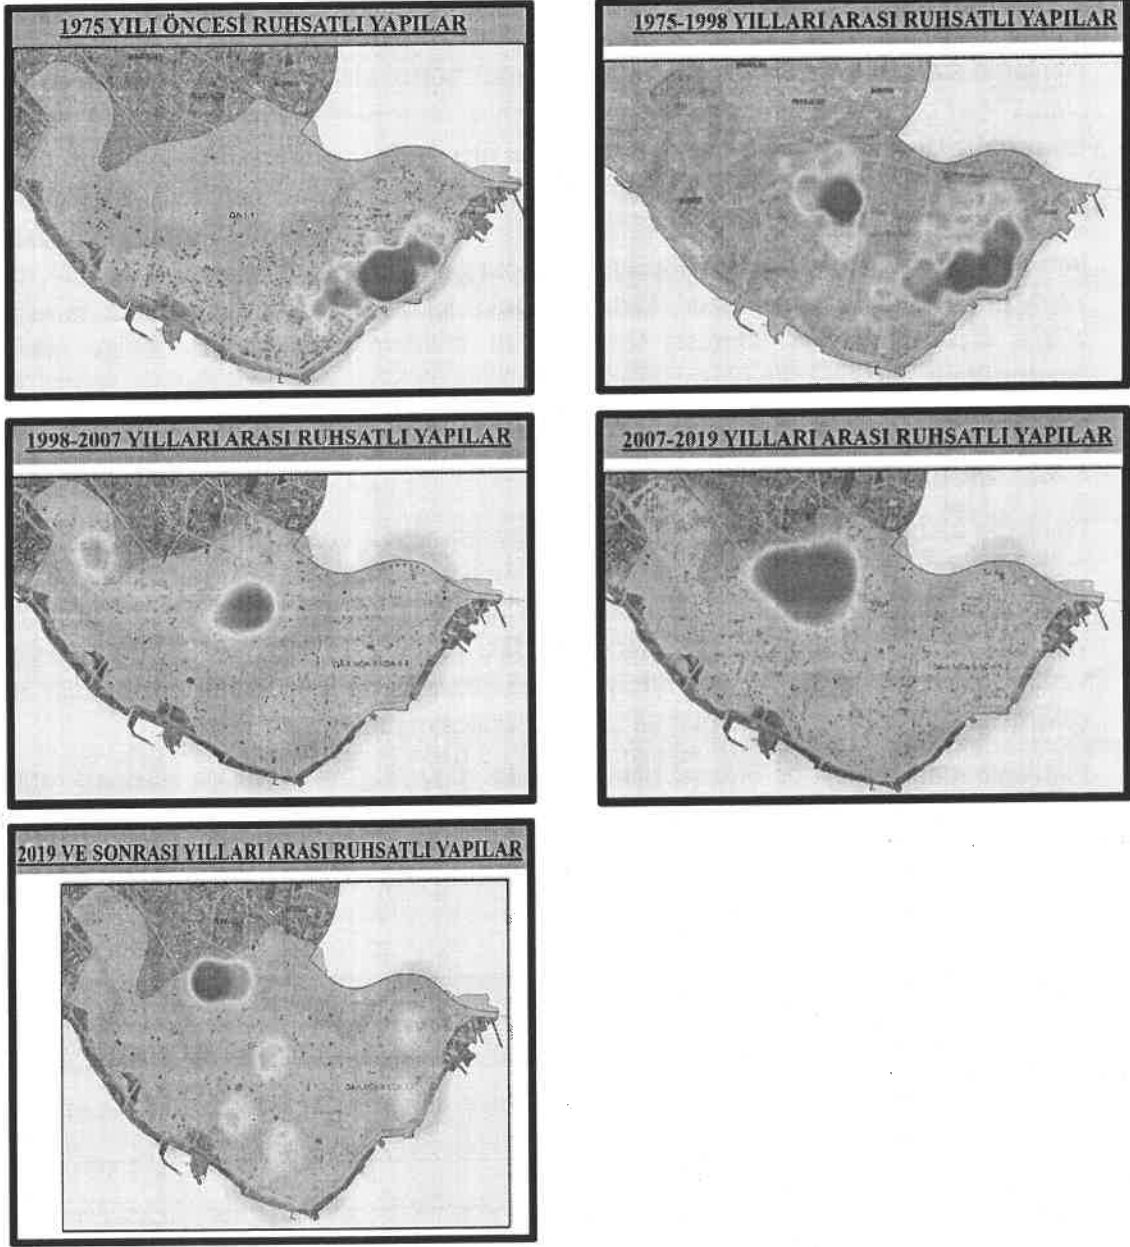 1975 YILI ÖNCESİ RUHSATLI YAPILAR
1975-1998 YILLARI ARASI RUHSATLI YAPILAR
1998-2007 YILLARI ARASI RUHSATLI YAPILAR
2007-2019 YILLARI ARASI RUHSATLI YAPILAR
2019 VE SONRASI YILLARI ARASI RUHSATLI YAPILAR